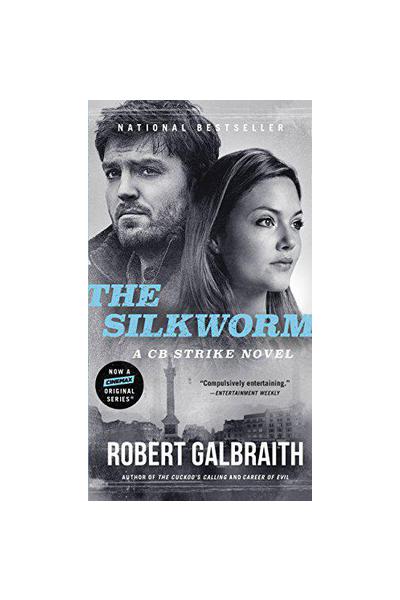 NATIONAL BESTSELLER
THE
SILKWORM
A CB STRIKE NOVEL
NOW A
CINEMAX
ORIGINAL
SERIES®
"Compulsively entertaining."
—ENTERTAINMENT WEEKLY
ROBERT GALBRAITH
AUTHOR OF THE CUCKOO'S CALLING AND CAREER OF EVIL